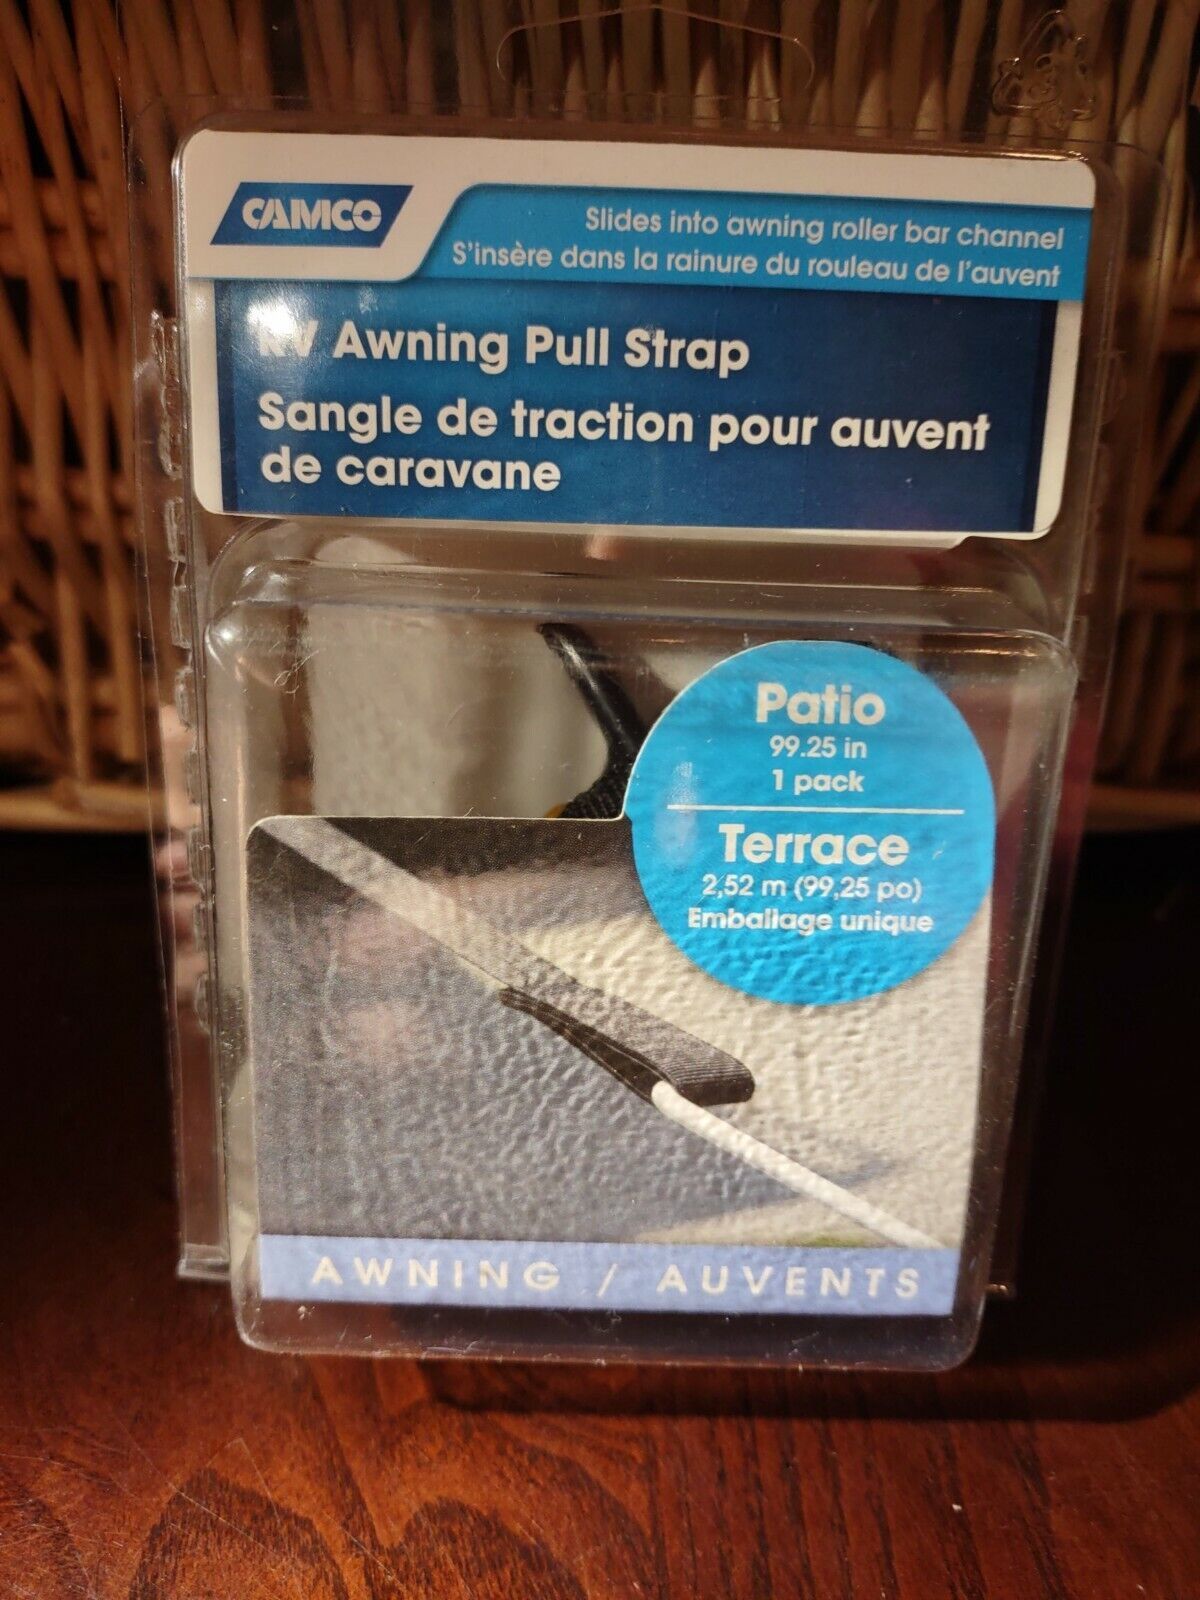 CAMCO
Slides into awning roller bar channel
S'insère dans la rainure du rouleau de l'auvent
RV Awning Pull Strap
Sangle de traction pour auvent
de caravane
Patio
99.25 in
1 pack
Terrace
2,52 m (99,25 po)
Emballage unique
AWNING / AUVENTS